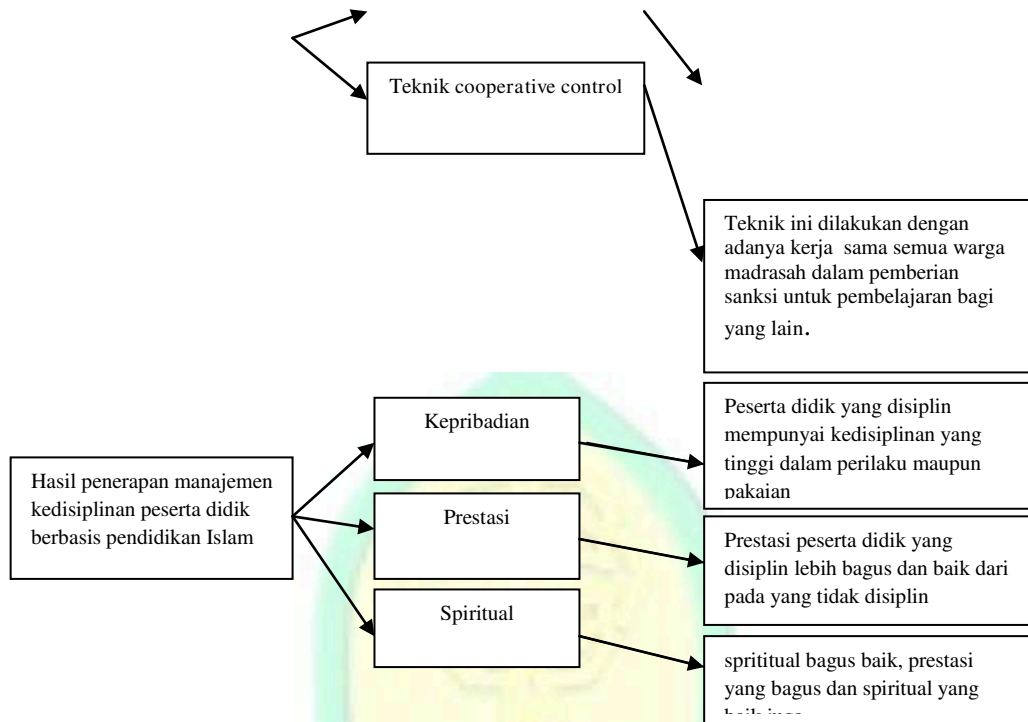 Teknik cooperative control
Teknik ini dilakukan dengan
adanya kerja sama semua warga
madrasah dalam pemberian
sanksi untuk pembelajaran bagi
yang lain.
Hasil penerapan manajemen
kedisiplinan peserta didik
berbasis pendidikan Islam
Kepribadian
Peserta didik yang disiplin
mempunyai kedisiplinan yang
tinggi dalam perilaku maupun
pakaian
Prestasi
Prestasi peserta didik yang
disiplin lebih bagus dan baik dari
pada yang tidak disiplin
Spiritual
sprititual bagus baik, prestasi
yang bagus dan spiritual yang